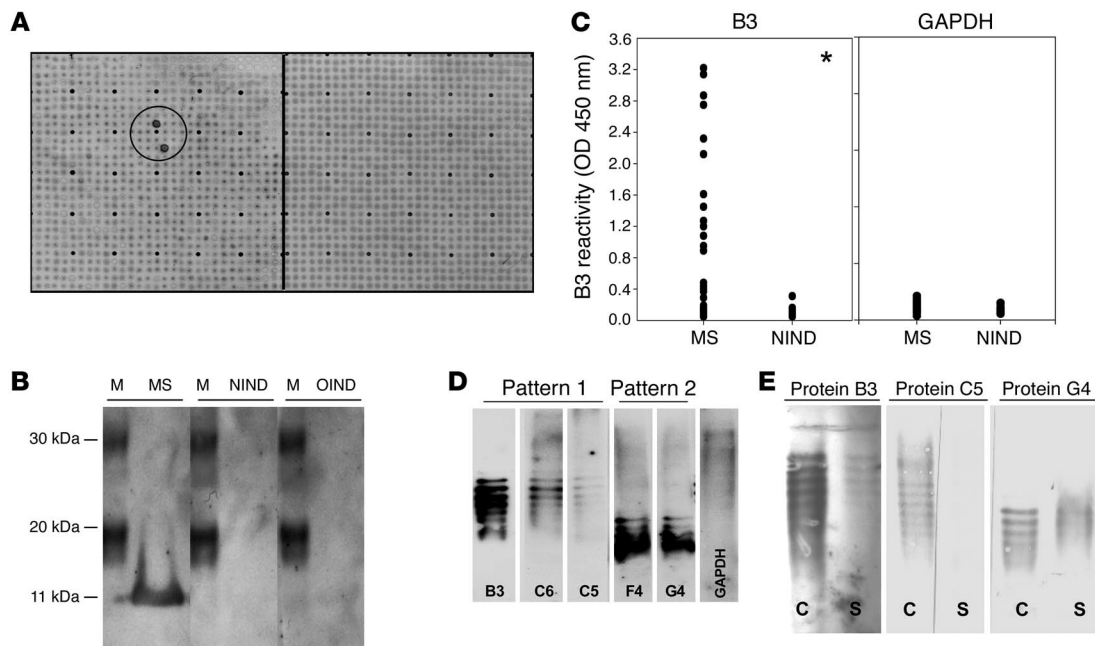 A
B
M MS M NIND M OIND
30 kDa
20 kDa
11 kDa
C
B3 GAPDH
B3 reactivity (OD 450 nm)
3.6
3.2
2.8
2.4
2.0
1.6
1.2
0.8
0.4
0.0
*
MS NIND MS NIND
D
Pattern 1 Pattern 2
B3 C6 C5 F4 G4 GAPDH
E
Protein B3 Protein C5 Protein G4
C S C S C S